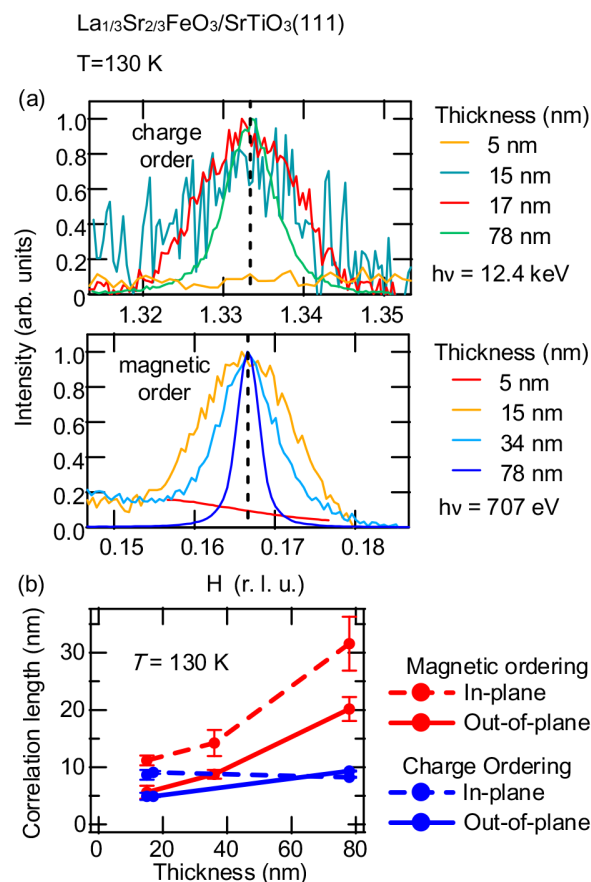 La1/3Sr2/3FeO3/SrTiO3(111)
T=130 K
(a)
Intensity (arb. units)
charge
order
1.0
0.8
0.6
0.4
0.2
0
1.32 1.33 1.34 1.35
Thickness (nm)
5 nm
15 nm
17 nm
78 nm
hν = 12.4 keV
magnetic
order
1.0
0.8
0.6
0.4
0.2
0.0
0.15 0.16 0.17 0.18
H (r. l. u.)
Thickness (nm)
5 nm
15 nm
34 nm
78 nm
hν = 707 eV
(b)
Correlation length (nm)
T = 130 K
30
20
10
0
0 20 40 60 80
Thickness (nm)
Magnetic ordering
In-plane
Out-of-plane
Charge Ordering
In-plane
Out-of-plane